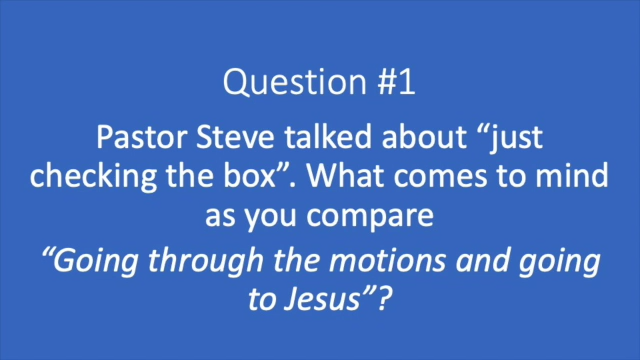 Question #1
Pastor Steve talked about “just
checking the box”. What comes to mind
as you compare
“Going through the motions and going
to Jesus”?